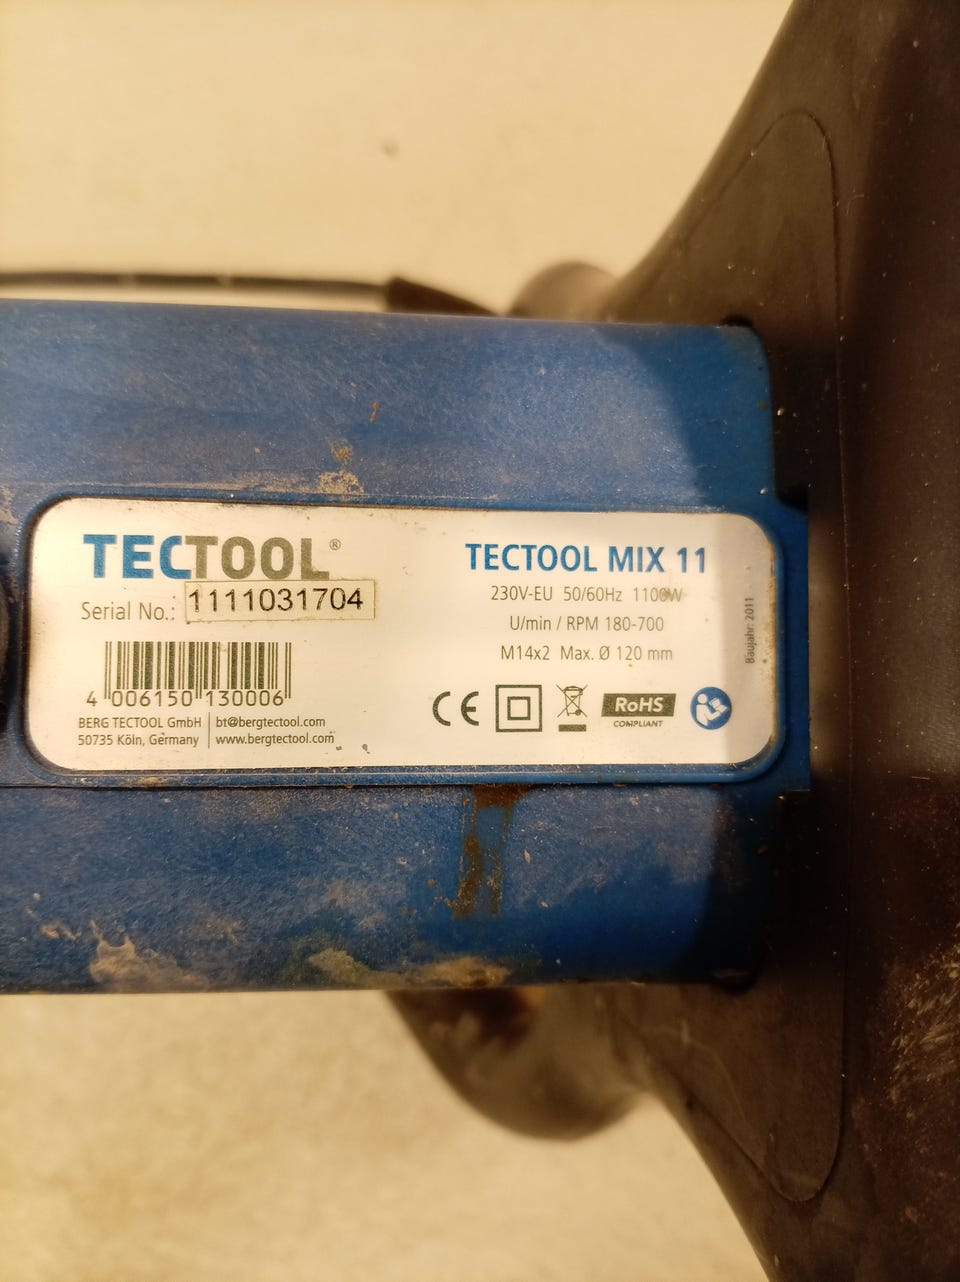 TECTOOL®
Serial No.: 1111031704
4 006150 130006
BERG TECTOOL GmbH
50735 Köln, Germany
bt@bergtectool.com
www.bergtectool.com
TECTOOL MIX 11
230V-EU 50/60Hz 1100W
U/min / RPM 180-700
M14x2 Max. Ø 120 mm
CE
RoHS
COMPLIANT
Baujahr: 2011